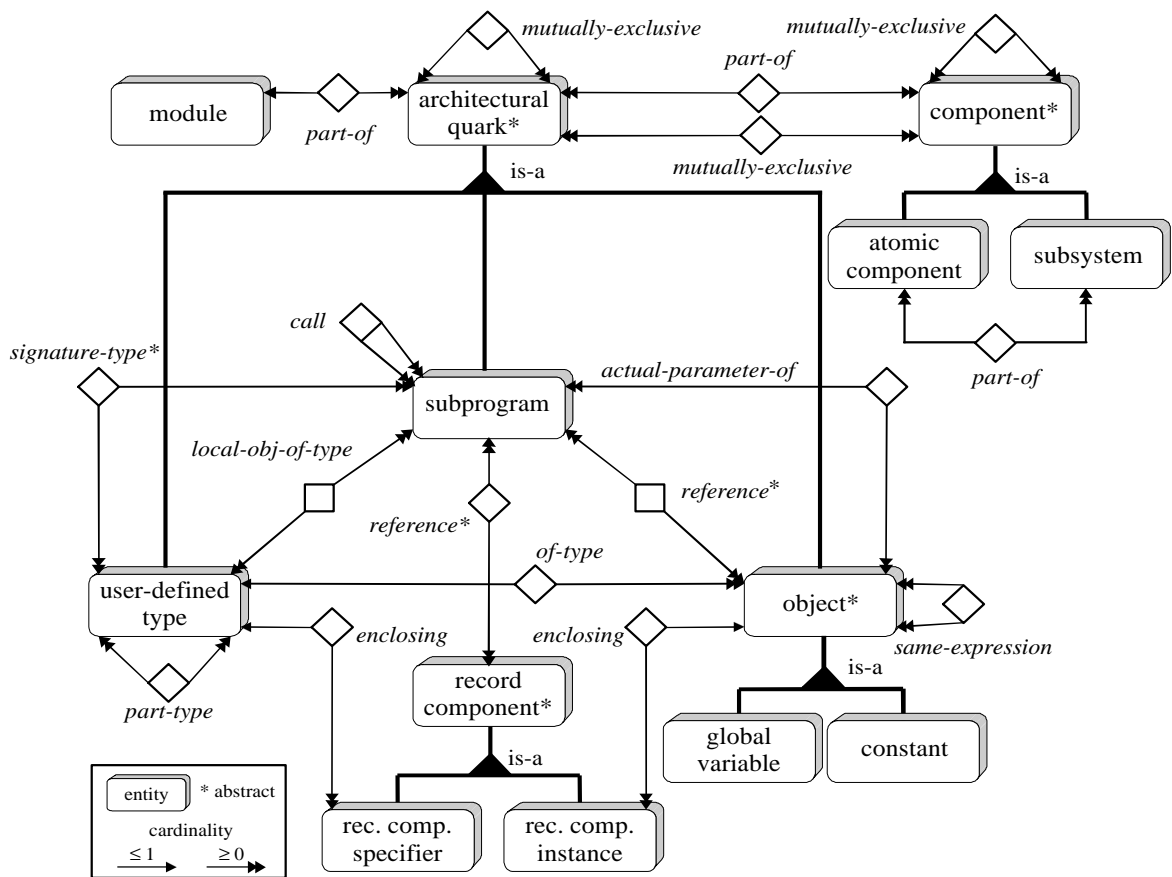 mutually-exclusive
mutually-exclusive
part-of
module
architectural
quark*
component*
part-of
mutually-exclusive
is-a
is-a
atomic
component
subsystem
call
signature-type*
actual-parameter-of
part-of
subprogram
local-obj-of-type
reference*
reference*
of-type
user-defined
type
object*
enclosing
enclosing
same-expression
is-a
record
component*
part-type
global
variable
constant
is-a
entity
* abstract
cardinality
≤ 1
≥ 0
rec. comp.
specifier
rec. comp.
instance